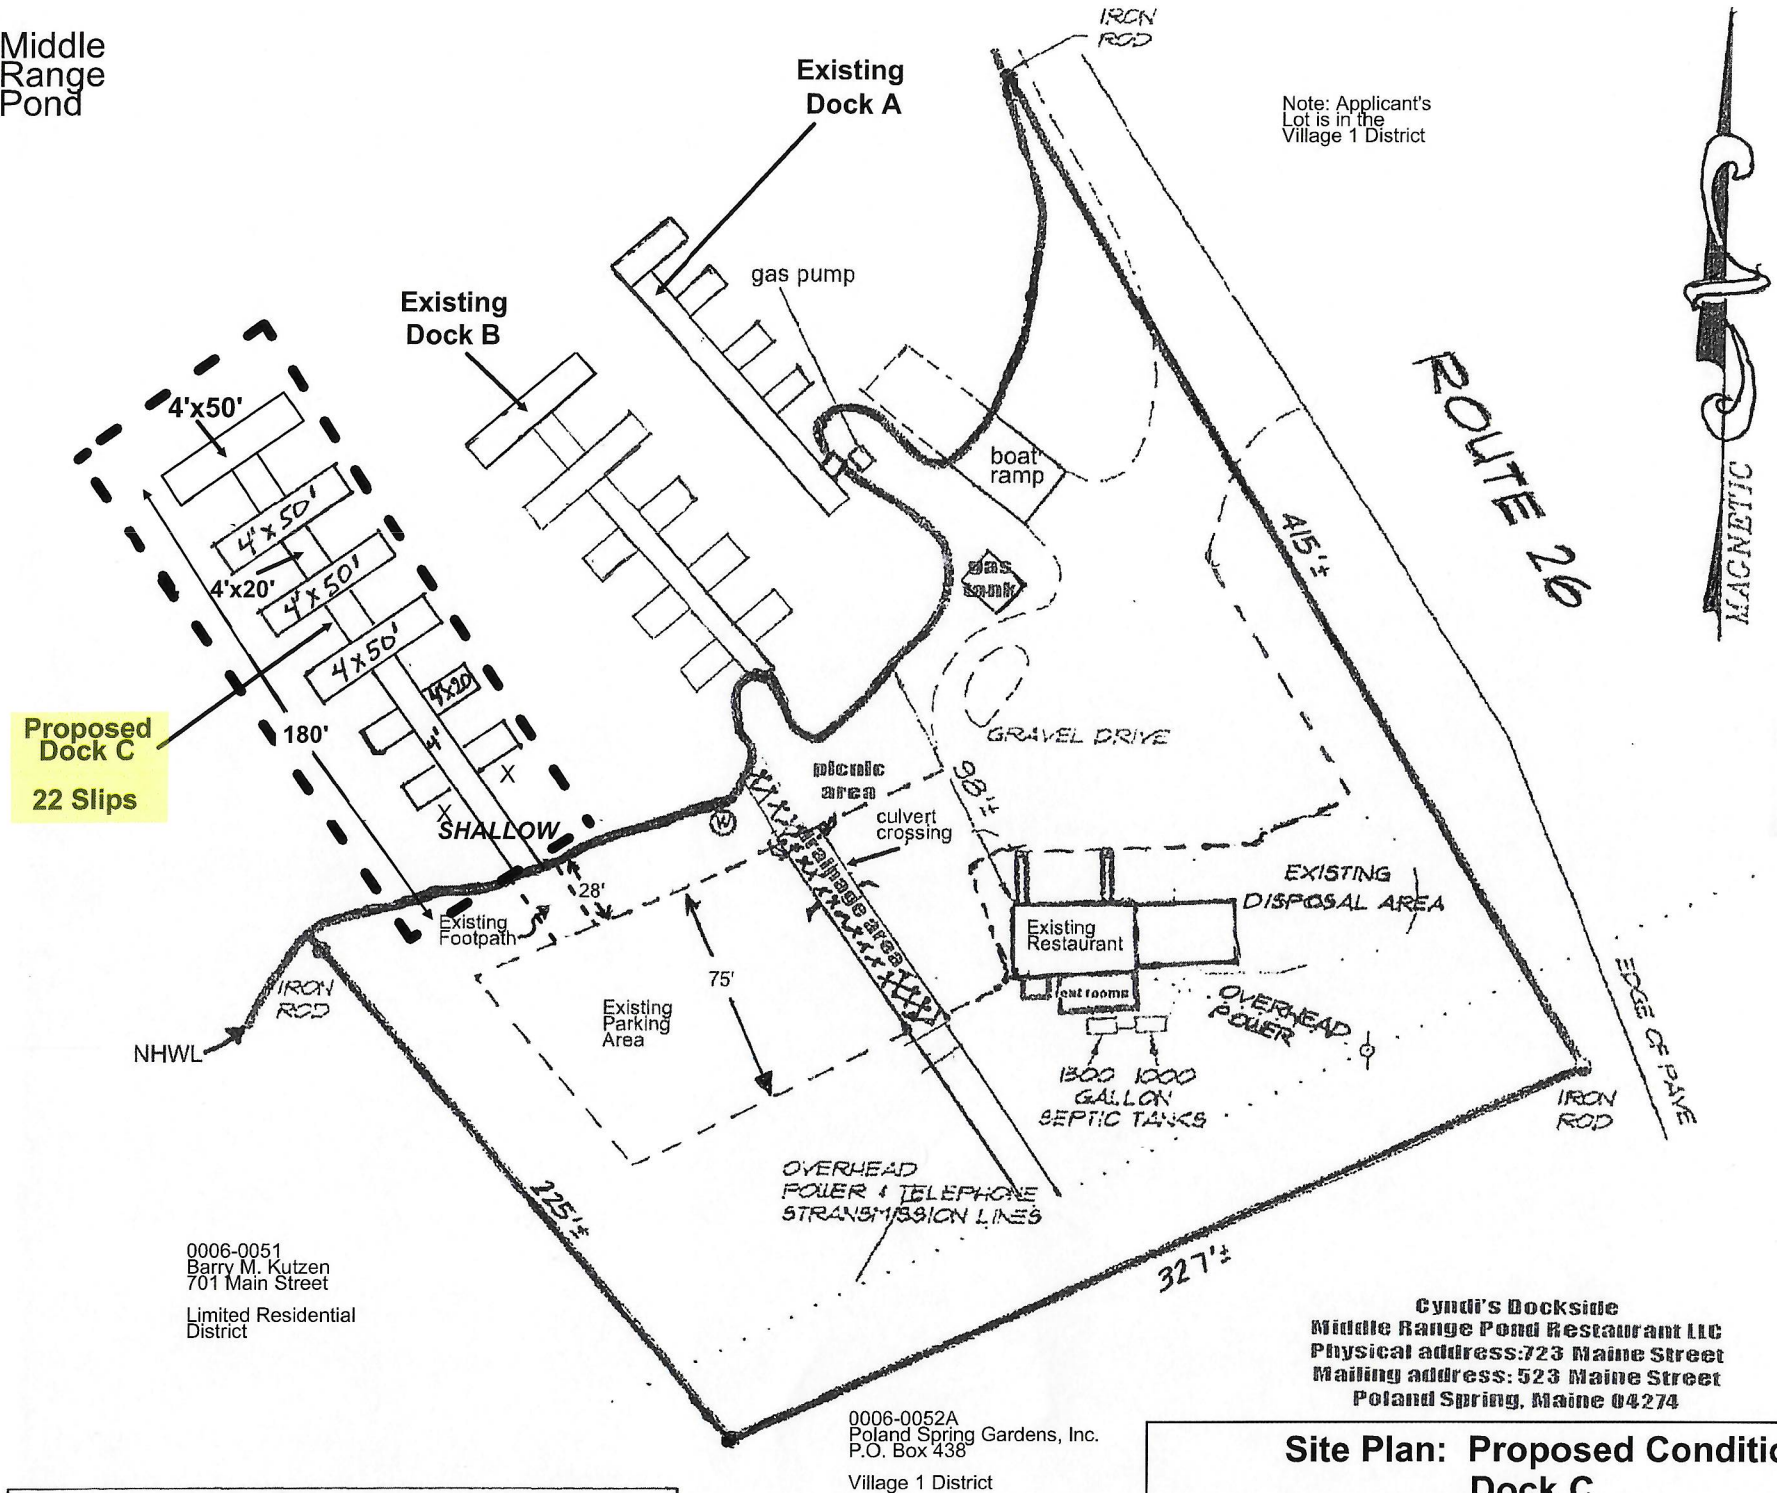 Middle
Range
Pond
IRON
ROD
Existing
Dock A
Note: Applicant's
Lot is in the
Village 1 District
gas pump
Existing
Dock B
4'x50'
4'x50'
4'x20'
4'x50'
4x50'
4'x20
4'
180'
Proposed
Dock C
22 Slips
X
X
SHALLOW
boat
ramp
gas
tank
ROUTE 26
MAGNETIC
415'±
GRAVEL DRIVE
98'±
picnic
area
culvert
crossing
W
drainage area
28'
Existing
Footpath
75'
Existing
Parking
Area
Existing
Restaurant
EXISTING
DISPOSAL AREA
OVERHEAD
POWER
EDGE OF PAVE
IRON
ROD
NHWL
1500 1000
GALLON
SEPTIC TANKS
IRON
ROD
OVERHEAD
POWER & TELEPHONE
STRANSMISSION LINES
225'±
327'±
0006-0051
Barry M. Kutzen
701 Main Street
Limited Residential
District
Cyndi's Dockside
Middle Range Pond Restaurant LLC
Physical address:723 Maine Street
Mailing address: 523 Maine Street
Poland Spring, Maine 04274
0006-0052A
Poland Spring Gardens, Inc.
P.O. Box 438
Village 1 District
Site Plan: Proposed Conditio
Dock C